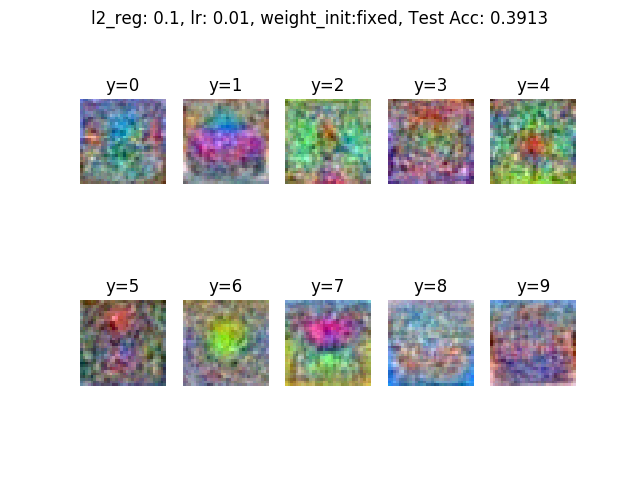 l2_reg: 0.1, lr: 0.01, weight_init:fixed, Test Acc: 0.3913
y=0 y=1 y=2 y=3 y=4
y=5 y=6 y=7 y=8 y=9